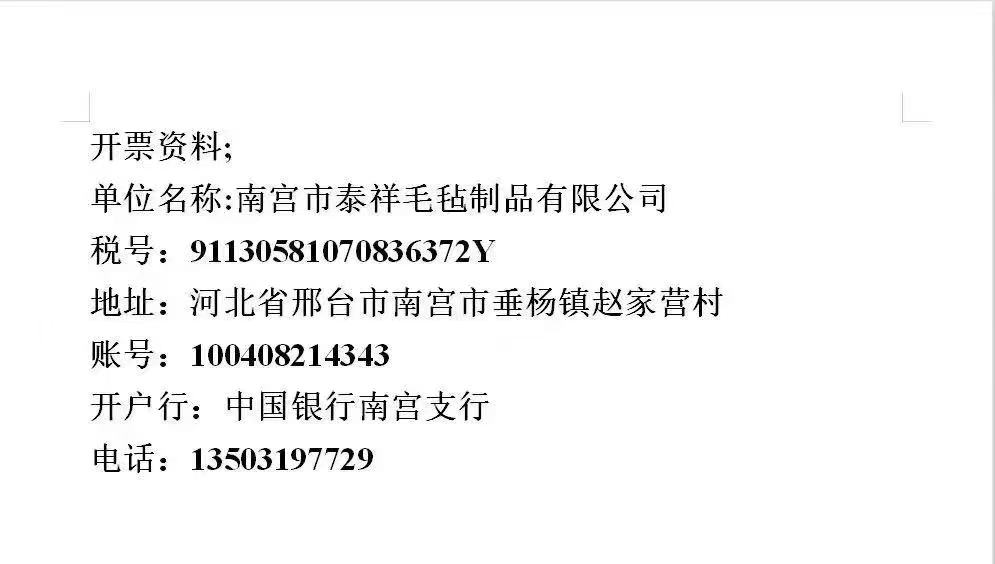 开票资料;
单位名称:南宫市泰祥毛毡制品有限公司
税号：91130581070836372Y
地址：河北省邢台市南宫市垂杨镇赵家营村
账号：100408214343
开户行：中国银行南宫支行
电话：13503197729